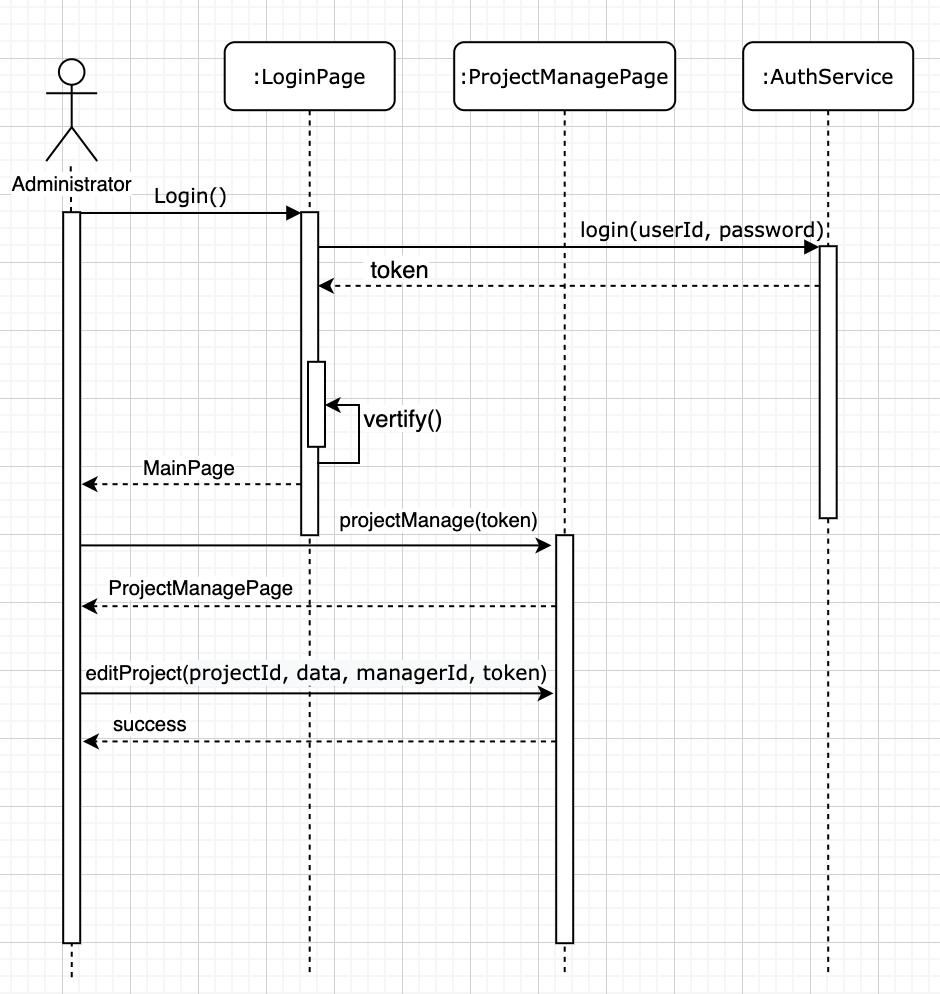 :LoginPage
:ProjectManagePage
:AuthService
Administrator
Login()
login(userId, password)
token
vertify()
MainPage
projectManage(token)
ProjectManagePage
editProject(projectId, data, managerId, token)
success